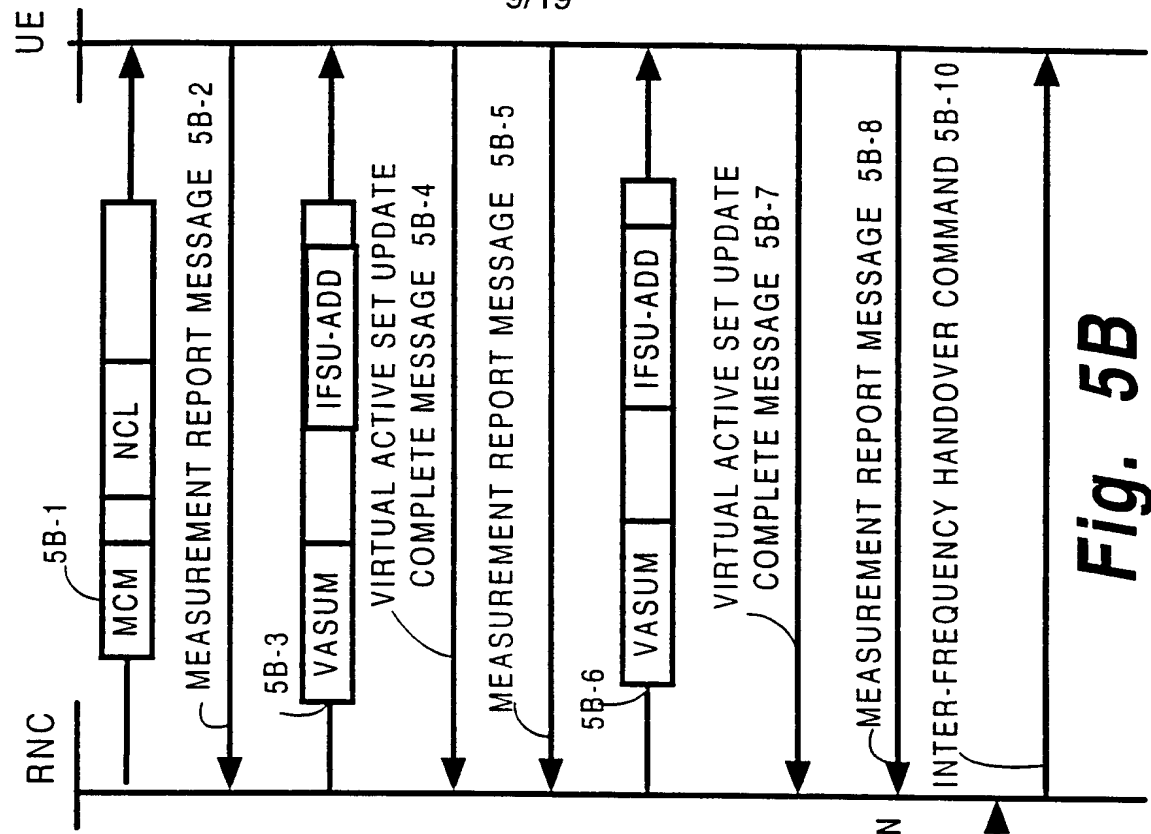 9/19
RNC
UE
5B-1
MCM
NCL
MEASUREMENT REPORT MESSAGE 5B-2
5B-3
VASUM
IFSU-ADD
VIRTUAL ACTIVE SET UPDATE
COMPLETE MESSAGE 5B-4
MEASUREMENT REPORT MESSAGE 5B-5
5B-6
VASUM
IFSU-ADD
VIRTUAL ACTIVE SET UPDATE
COMPLETE MESSAGE 5B-7
MEASUREMENT REPORT MESSAGE 5B-8
N
INTER-FREQUENCY HANDOVER COMMAND 5B-10
Fig. 5B